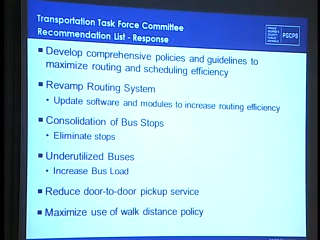 Transportation Task Force Committee
Recommendation List - Response
PGCPS
Develop comprehensive policies and guidelines to
maximize routing and scheduling efficiency
Revamp Routing System
Update software and modules to increase routing efficiency
Consolidation of Bus Stops
Eliminate stops
Underutilized Buses
Increase Bus Load
Reduce door-to-door pickup service
Maximize use of walk distance policy